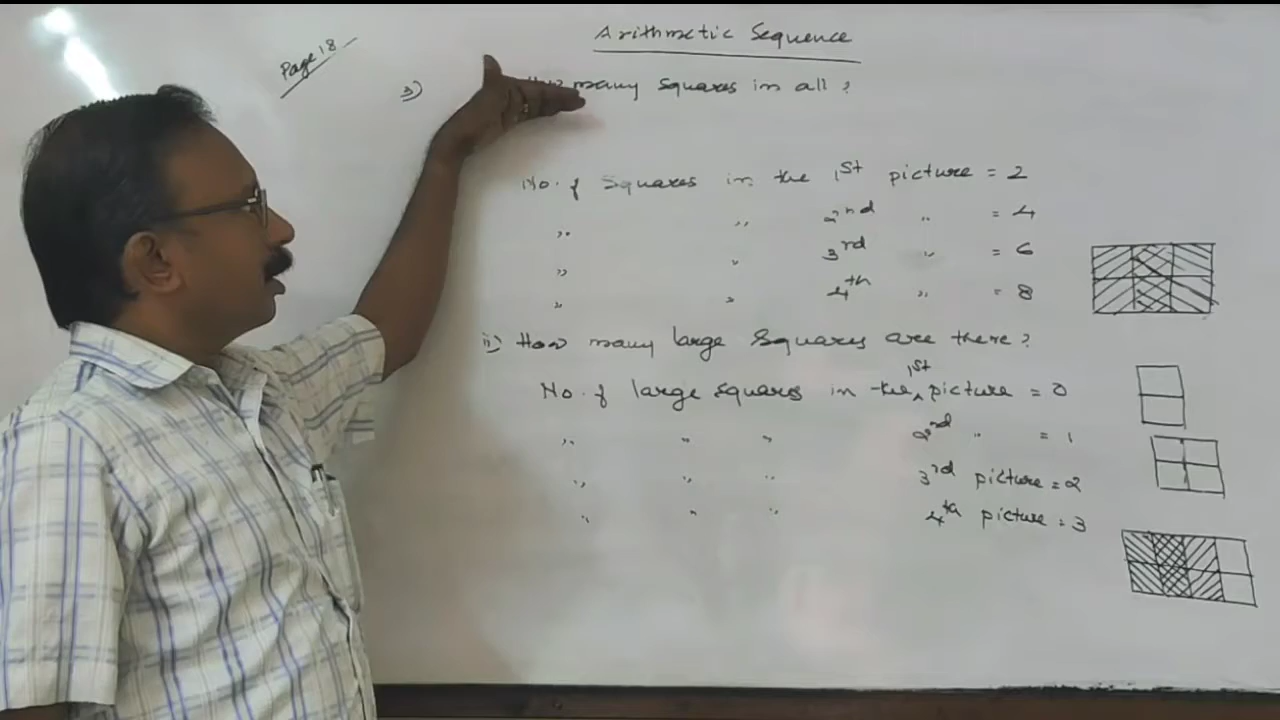 Arithmetic Sequence
Page 18
3) many squares in all ?
No. of squares in the 1st picture = 2
,, ,, 2nd ,, = 4
,, ,, 3rd ,, = 6
,, ,, 4th ,, = 8
ii) How many large squares are there ?
No. of large squares in the 1st picture = 0
,, ,, ,, 2nd ,, = 1
,, ,, ,, 3rd picture = 2
,, ,, ,, 4th picture = 3